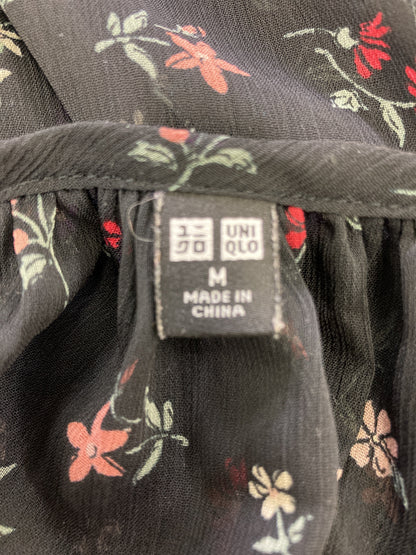 ユニ UNI
クロ QLO
M
MADE IN
CHINA